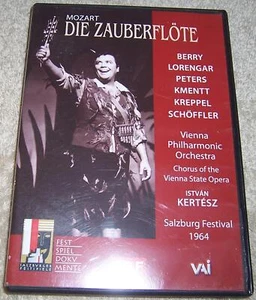 MOZART
DIE ZAUBERFLÖTE
BERRY
LORENGAR
PETERS
KMENTT
KREPPEL
SCHÖFFLER
Vienna
Philharmonic
Orchestra
Chorus of the
Vienna State Opera
ISTVÁN
KERTÉSZ
Salzburg Festival
1964
FEST
SPIEL
DOKU
MENTE
VAI